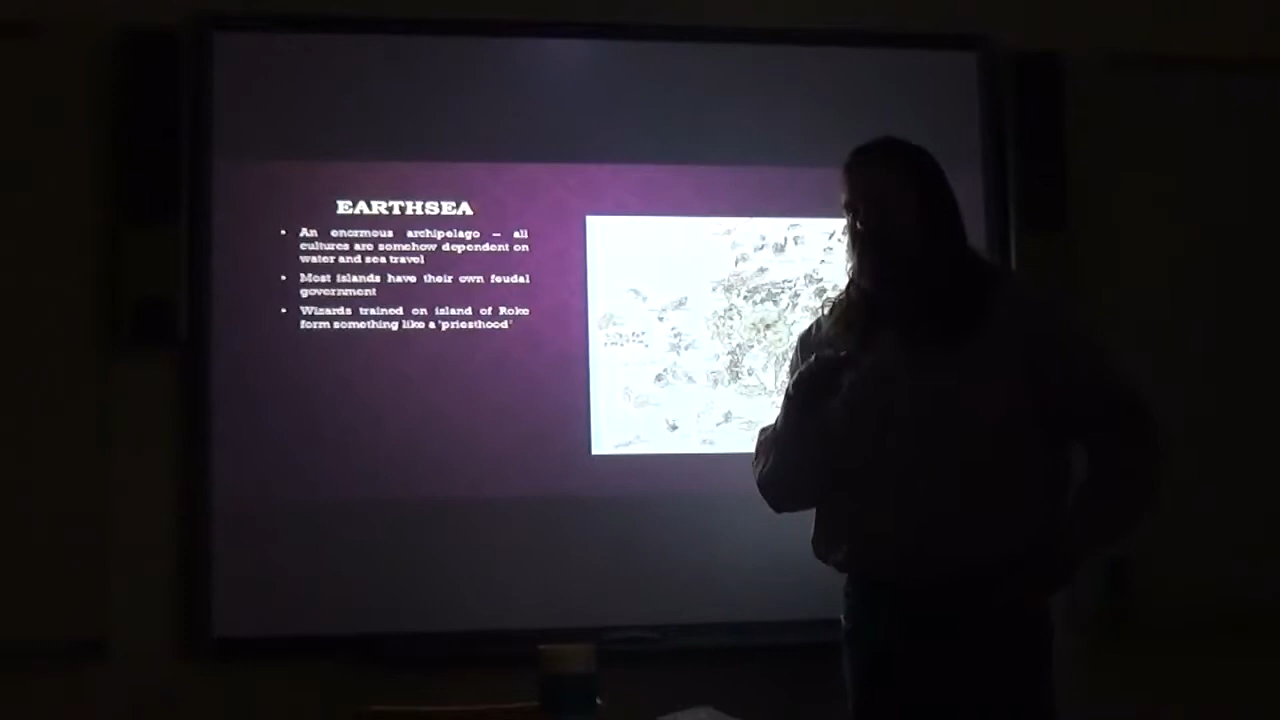 EARTHSEA
• An enormous archipelago – all
cultures are somehow dependent on
water and sea travel
• Most islands have their own feudal
government
• Wizards trained on island of Roke
form something like a 'priesthood'